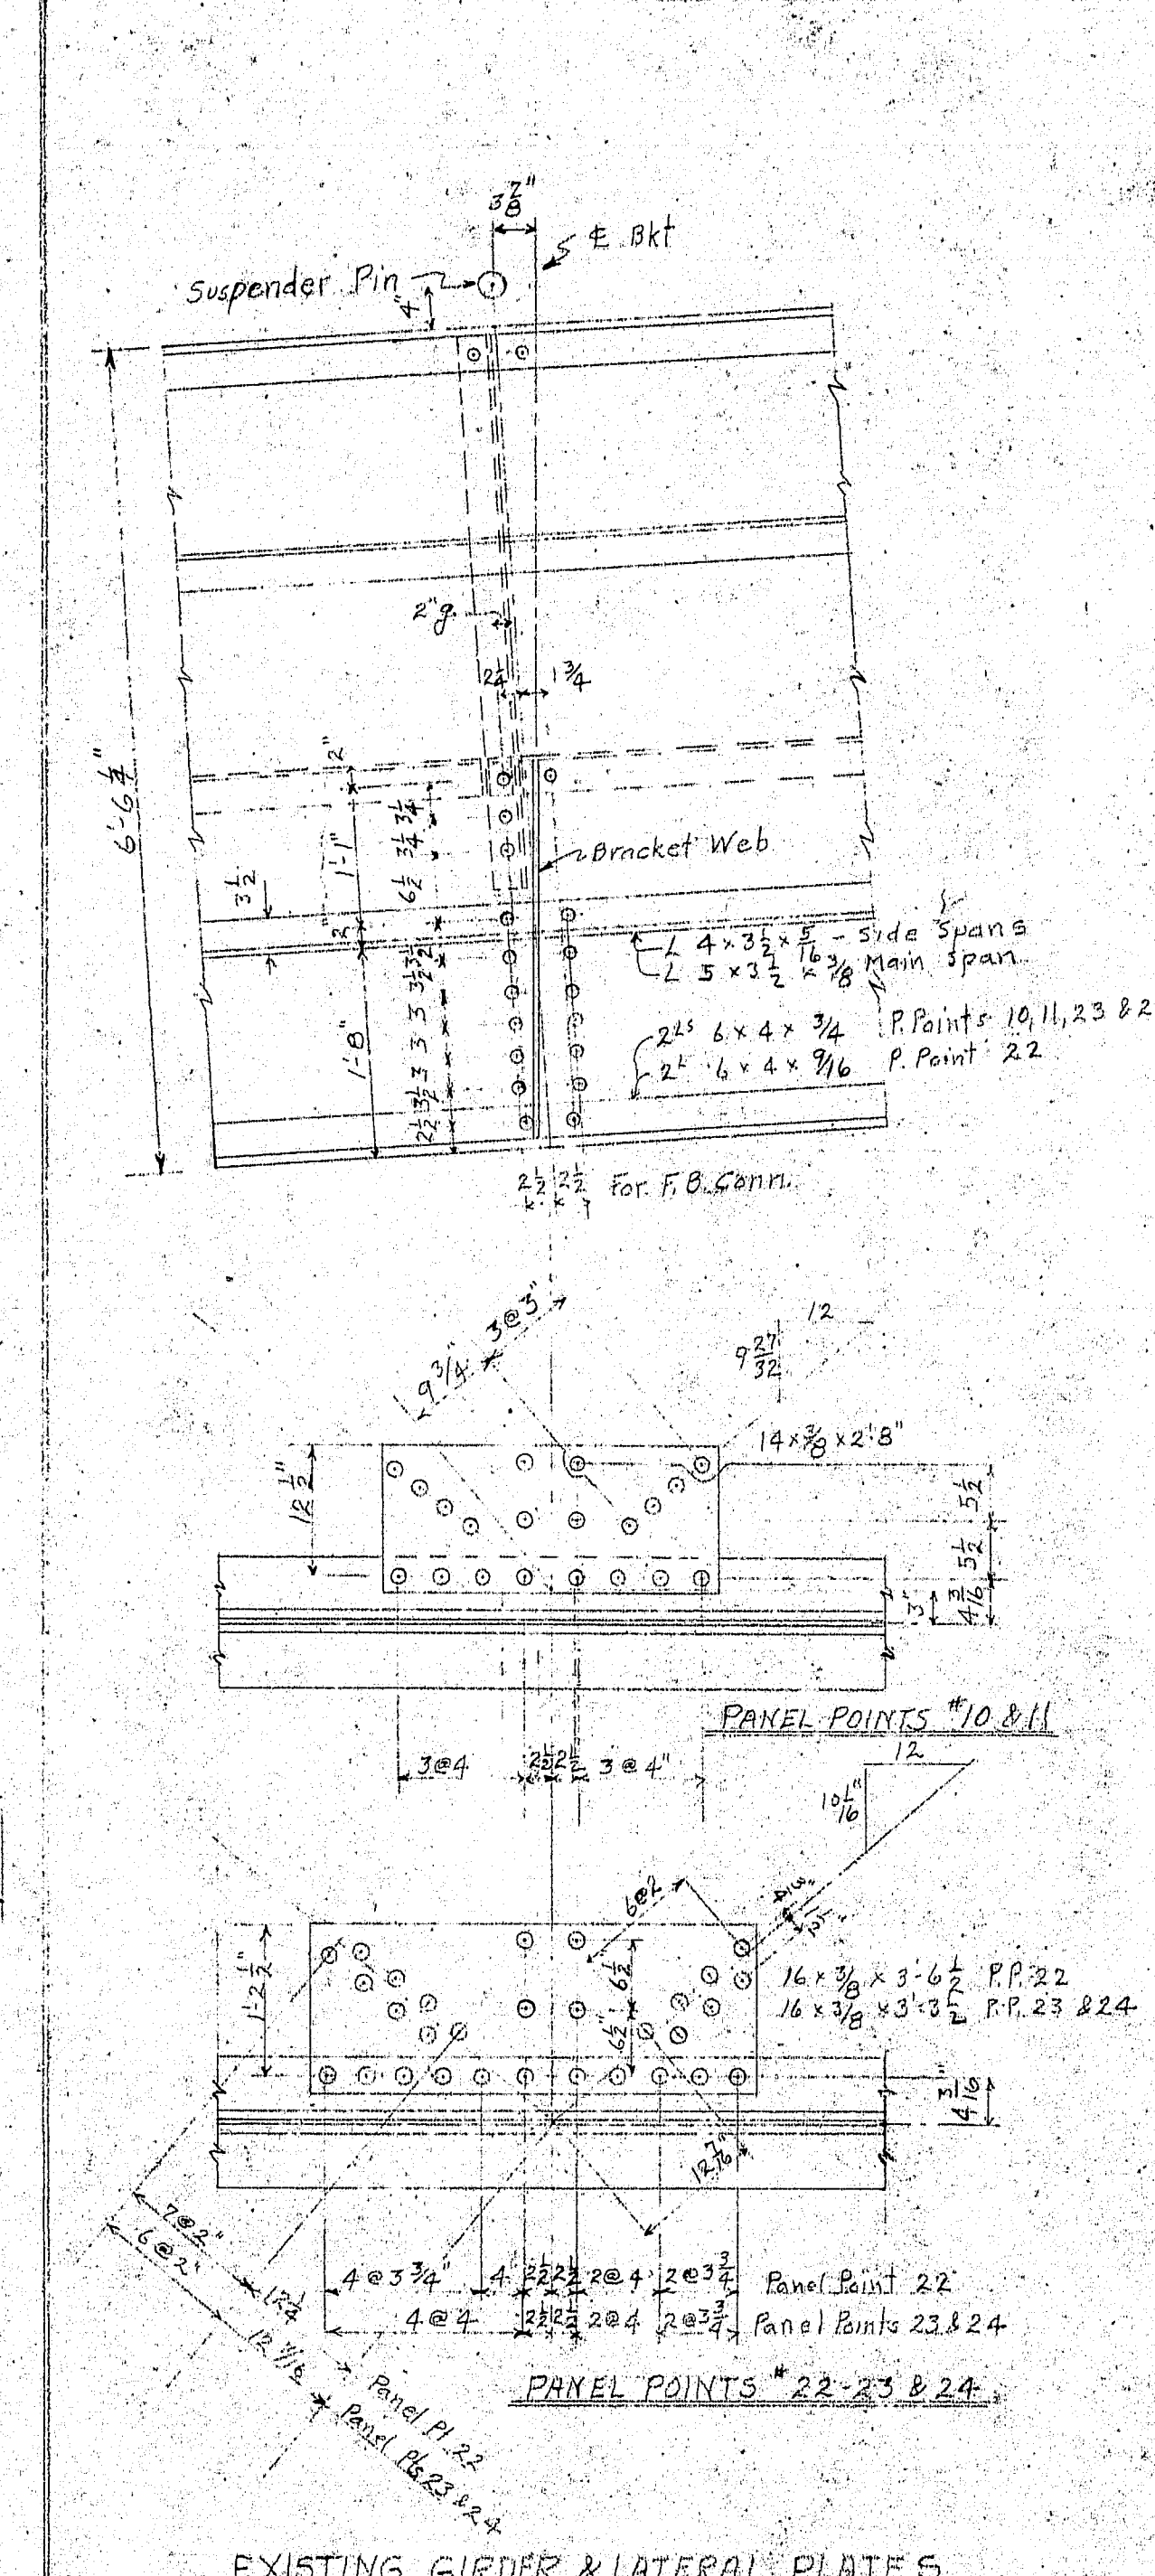 3 7/8"
℄ Bkt
Suspender Pin
4"
2" g.
2 1/4 1 3/4
6'-6 1/4"
2"
1'-1"
3 1/2
2"
1'-8"
3 1/4
3 1/4
6 1/2
2
3 1/2
3 1/2
3
3
3
3 1/2
2 1/2
Bracket Web
L 4 x 3 1/2 x 5/16 - Side Spans
L 5 x 3 1/2 x 3/8 Main Span
2Ls 6 x 4 x 3/4 P. Points 10, 11, 23 & 2
2L 6 x 4 x 9/16 P. Point 22
2 1/2 2 1/2 For F. B. Conn.
9 3/4 3@3"
12
9 27/32
14 x 3/8 x 2'-8"
12 1/2"
5 1/2
5 1/2
3"
4 3/16
PANEL POINTS #10 & 11
3@4 2 1/2 2 1/2 3@4"
12
10 1/16"
6@2
16 x 3/8 x 3'-6 1/2 P.P. 22
16 x 3/8 x 3'-3 1/2 P.P. 23 & 24
1'-2 1/2"
6 1/2
6 1/2
4 3/16"
12 7/16"
7@2" 12 1/4 Panel Pt 22
6@2" 12 7/16 Panel Pts 23 & 24
4@3 3/4" 4 2 1/2 2 1/2 2@4 2@3 3/4 Panel Point 22
4@4 2 1/2 2 1/2 2@4 2@3 3/4 Panel Points 23 & 24
PANEL POINTS #22-23 & 24
EXISTING GIRDER & LATERAL PLATES